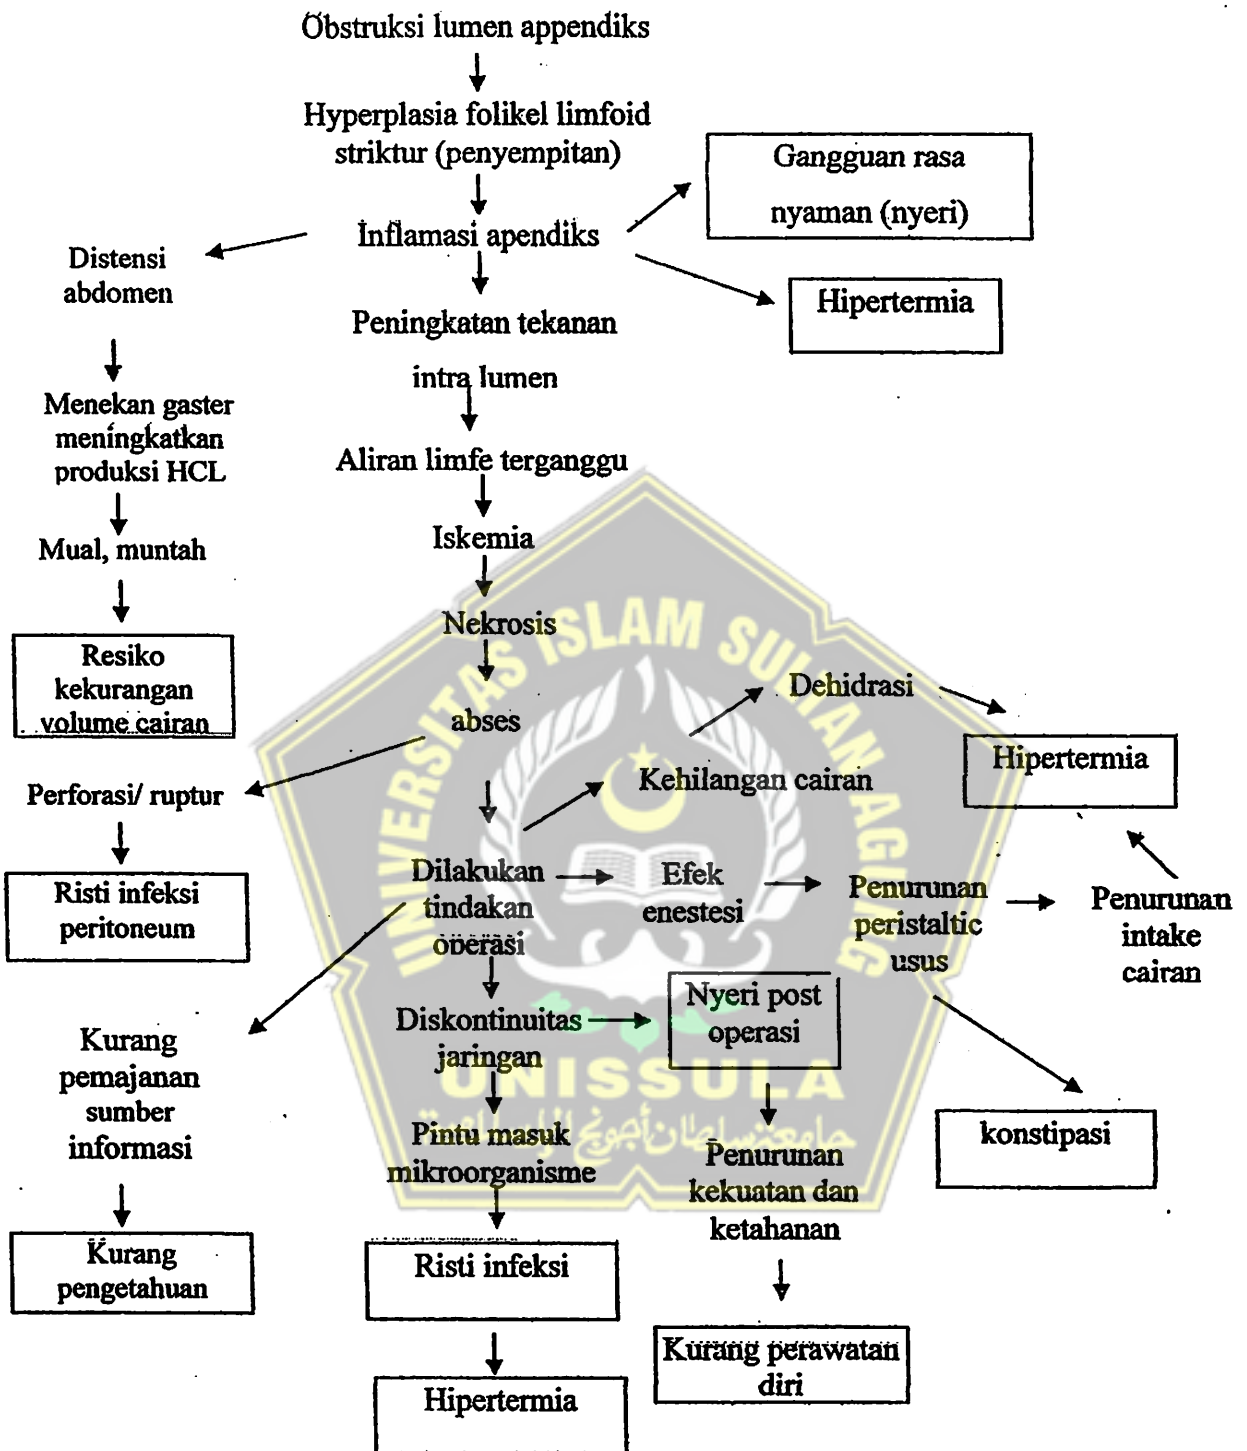 Obstruksi lumen appendiks
Hyperplasia folikel limfoid
striktur (penyempitan)
Gangguan rasa
nyaman (nyeri)
Inflamasi apendiks
Distensi
abdomen
Hipertermia
Peningkatan tekanan
intra lumen
Menekan gaster
meningkatkan
produksi HCL
Aliran limfe terganggu
Mual, muntah
Iskemia
Nekrosis
Resiko
kekurangan
volume cairan
abses
Dehidrasi
Hipertermia
Kehilangan cairan
Perforasi/ ruptur
Risti infeksi
peritoneum
Dilakukan
tindakan
operasi
Efek
enestesi
Penurunan
peristaltic
usus
Penurunan
intake
cairan
Kurang
pemajanan
sumber
informasi
Diskontinuitas
jaringan
Nyeri post
operasi
Pintu masuk
mikroorganisme
Penurunan
kekuatan dan
ketahanan
konstipasi
Kurang
pengetahuan
Risti infeksi
Kurang perawatan
diri
Hipertermia
UNIVERSITAS ISLAM SULTAN AGUNG
UNISSULA
جامعة سلطان أجونج الإسلامية